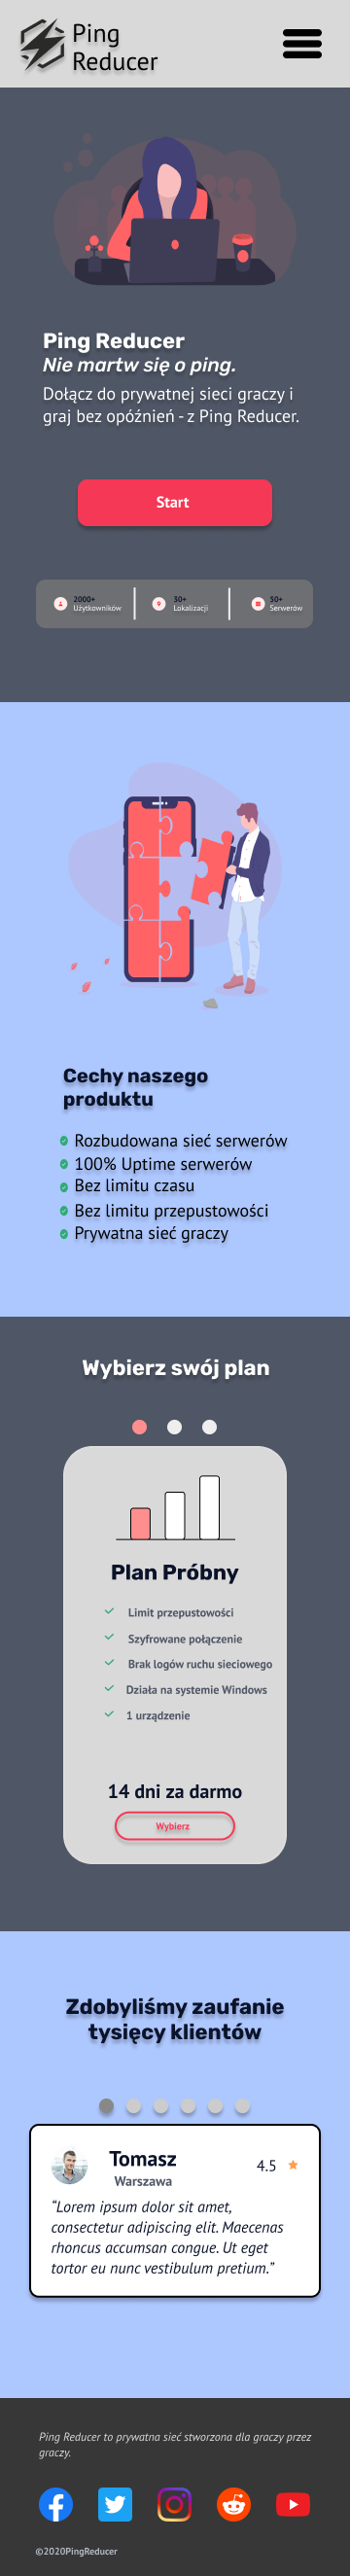 Ping
Reducer
Ping Reducer
Nie martw się o ping.
Dołącz do prywatnej sieci graczy i
graj bez opóźnień - z Ping Reducer.
Start
2000+
Użytkowników
30+
Lokalizacji
50+
Serwerów
Cechy naszego
produktu
Rozbudowana sieć serwerów
100% Uptime serwerów
Bez limitu czasu
Bez limitu przepustowości
Prywatna sieć graczy
Wybierz swój plan
Plan Próbny
Limit przepustowości
Szyfrowane połączenie
Brak logów ruchu sieciowego
Działa na systemie Windows
1 urządzenie
14 dni za darmo
Wybierz
Zdobyliśmy zaufanie
tysięcy klientów
Tomasz
Warszawa
4.5
“Lorem ipsum dolor sit amet,
consectetur adipiscing elit. Maecenas
rhoncus accumsan congue. Ut eget
tortor eu nunc vestibulum pretium.”
Ping Reducer to prywatna sieć stworzona dla graczy przez
graczy.
©2020PingReducer